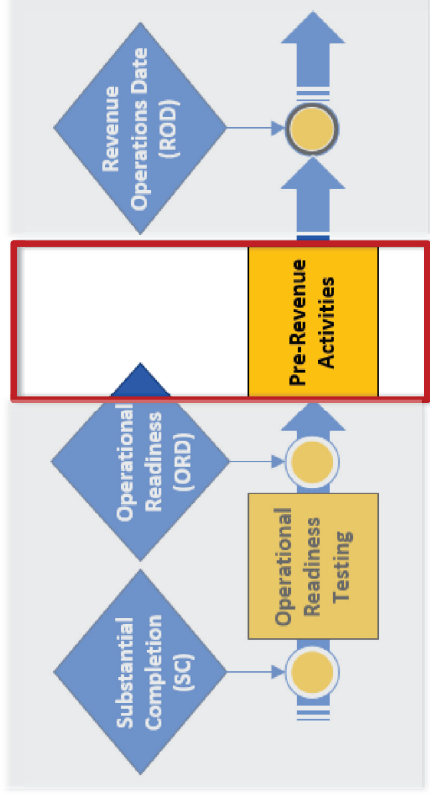 Substantial
Completion
(SC)
Operational
Readiness
(ORD)
Revenue
Operations Date
(ROD)
Operational
Readiness
Testing
Pre-Revenue
Activities